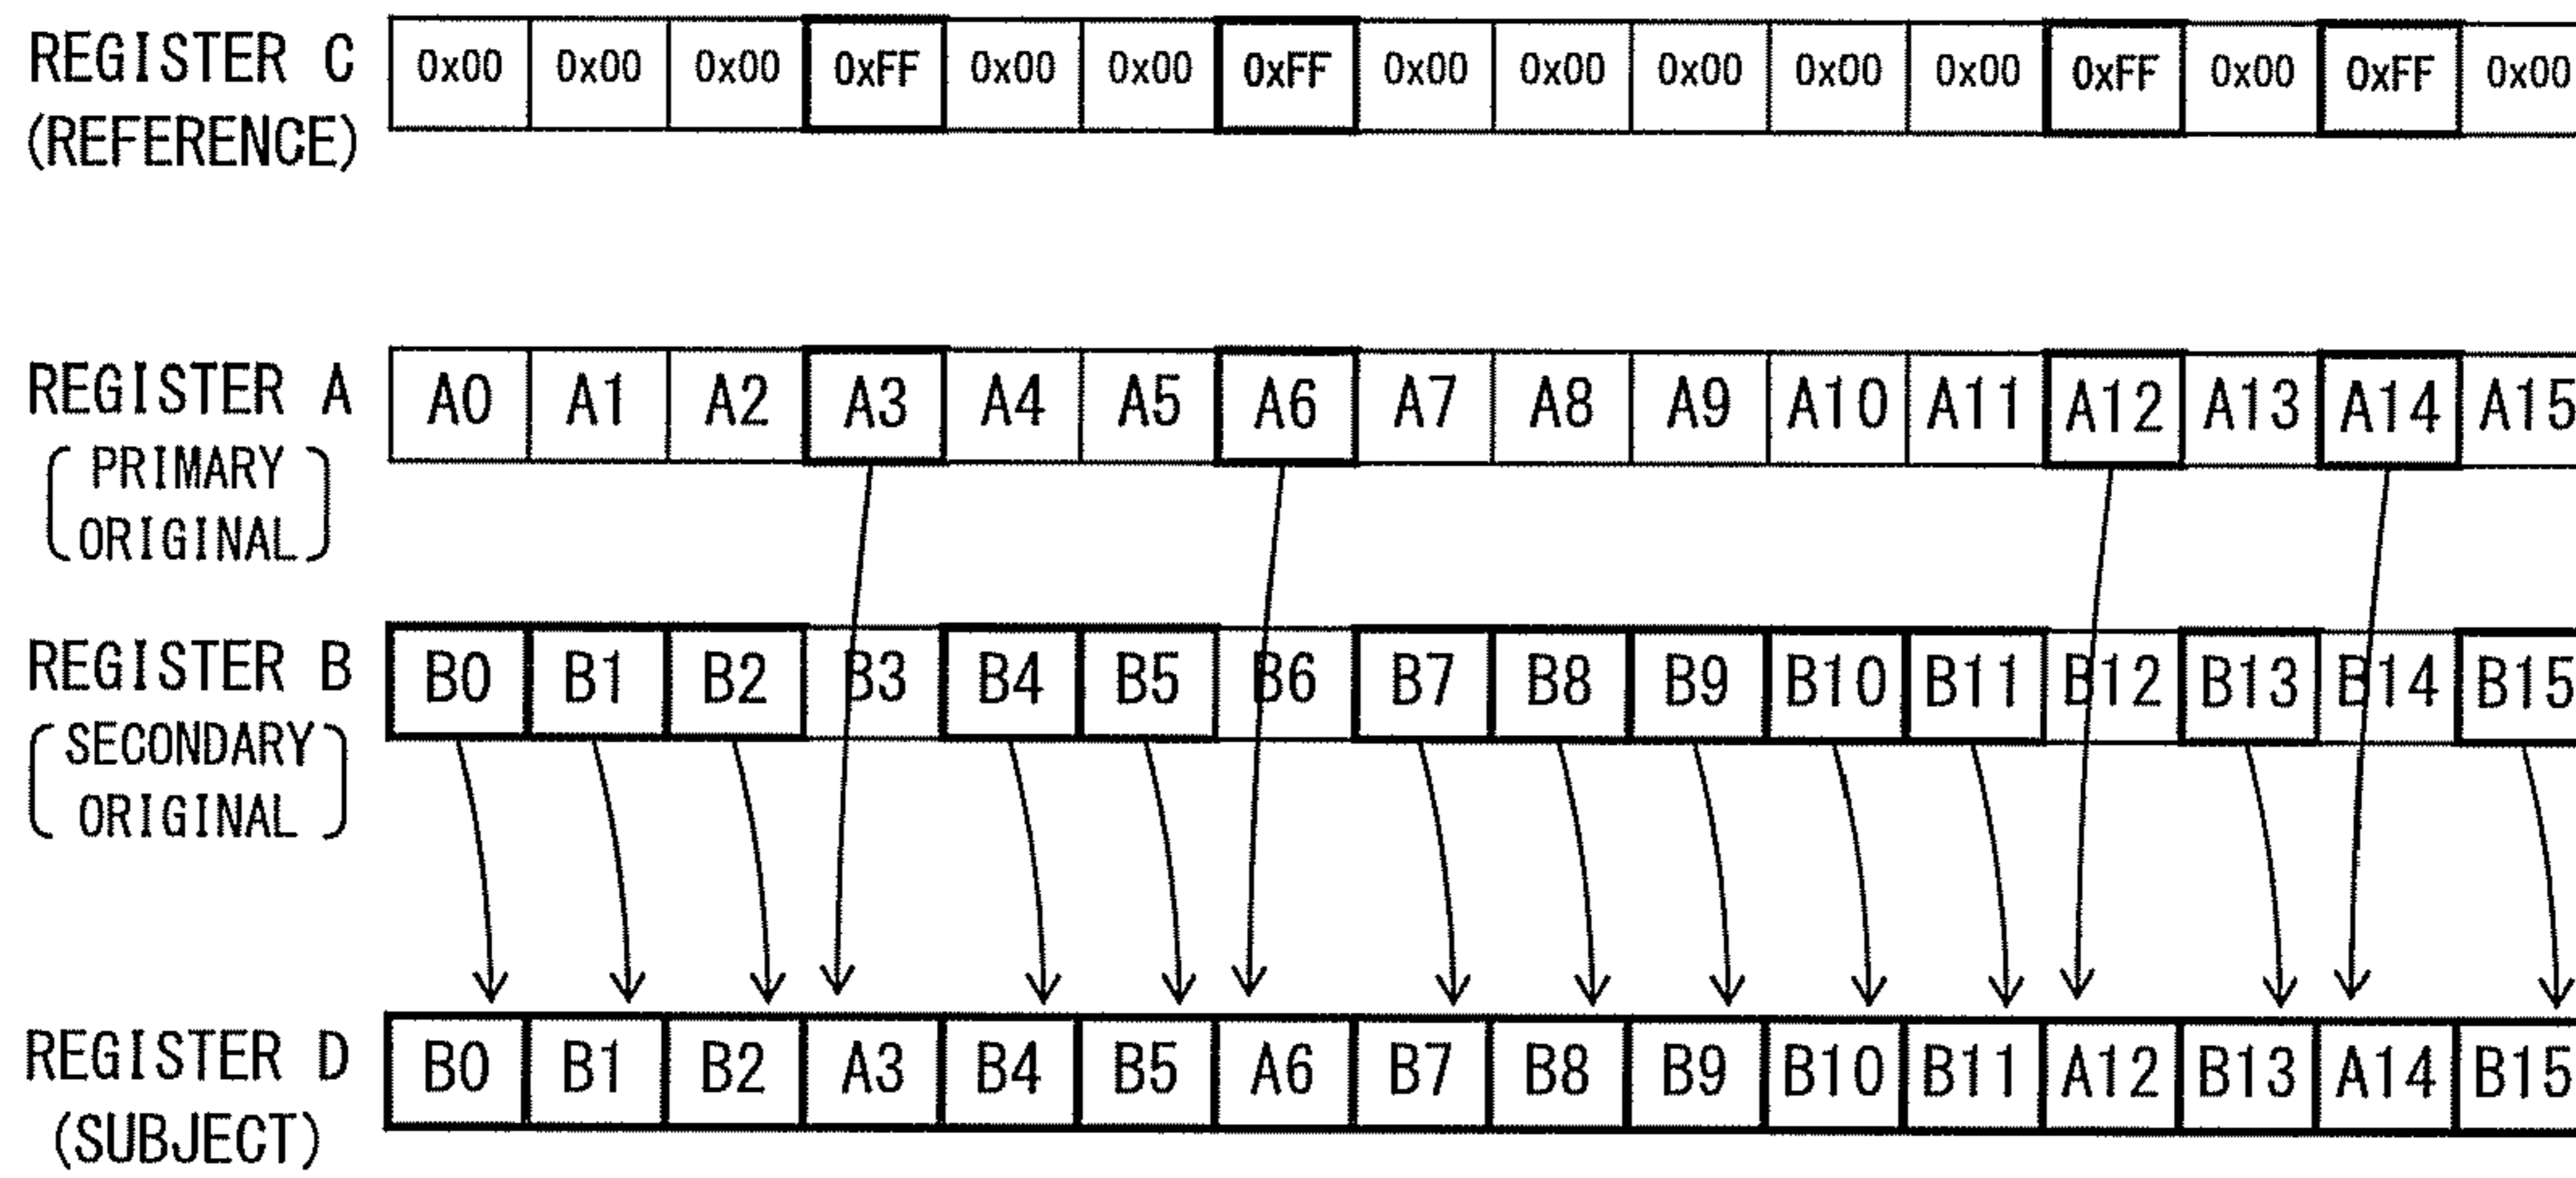 REGISTER C 0x00 0x00 0x00 0xFF 0x00 0x00 0xFF 0x00 0x00 0x00 0x00 0x00 0xFF 0x00 0xFF 0x00
(REFERENCE)
REGISTER A A0 A1 A2 A3 A4 A5 A6 A7 A8 A9 A10 A11 A12 A13 A14 A15
(PRIMARY
ORIGINAL)
REGISTER B B0 B1 B2 B3 B4 B5 B6 B7 B8 B9 B10 B11 B12 B13 B14 B15
(SECONDARY
ORIGINAL)
REGISTER D B0 B1 B2 A3 B4 B5 A6 B7 B8 B9 B10 B11 A12 B13 A14 B15
(SUBJECT)